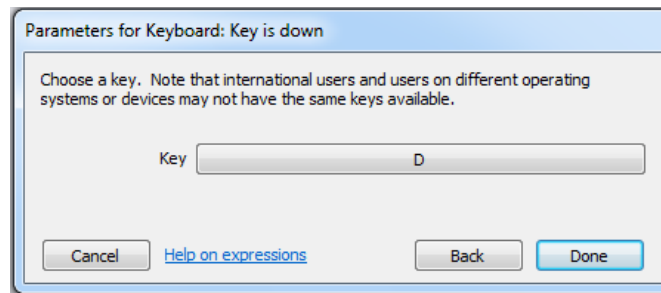 Parameters for Keyboard: Key is down
Choose a key.  Note that international users and users on different operating
systems or devices may not have the same keys available.
Key D
Cancel Help on expressions Back Done